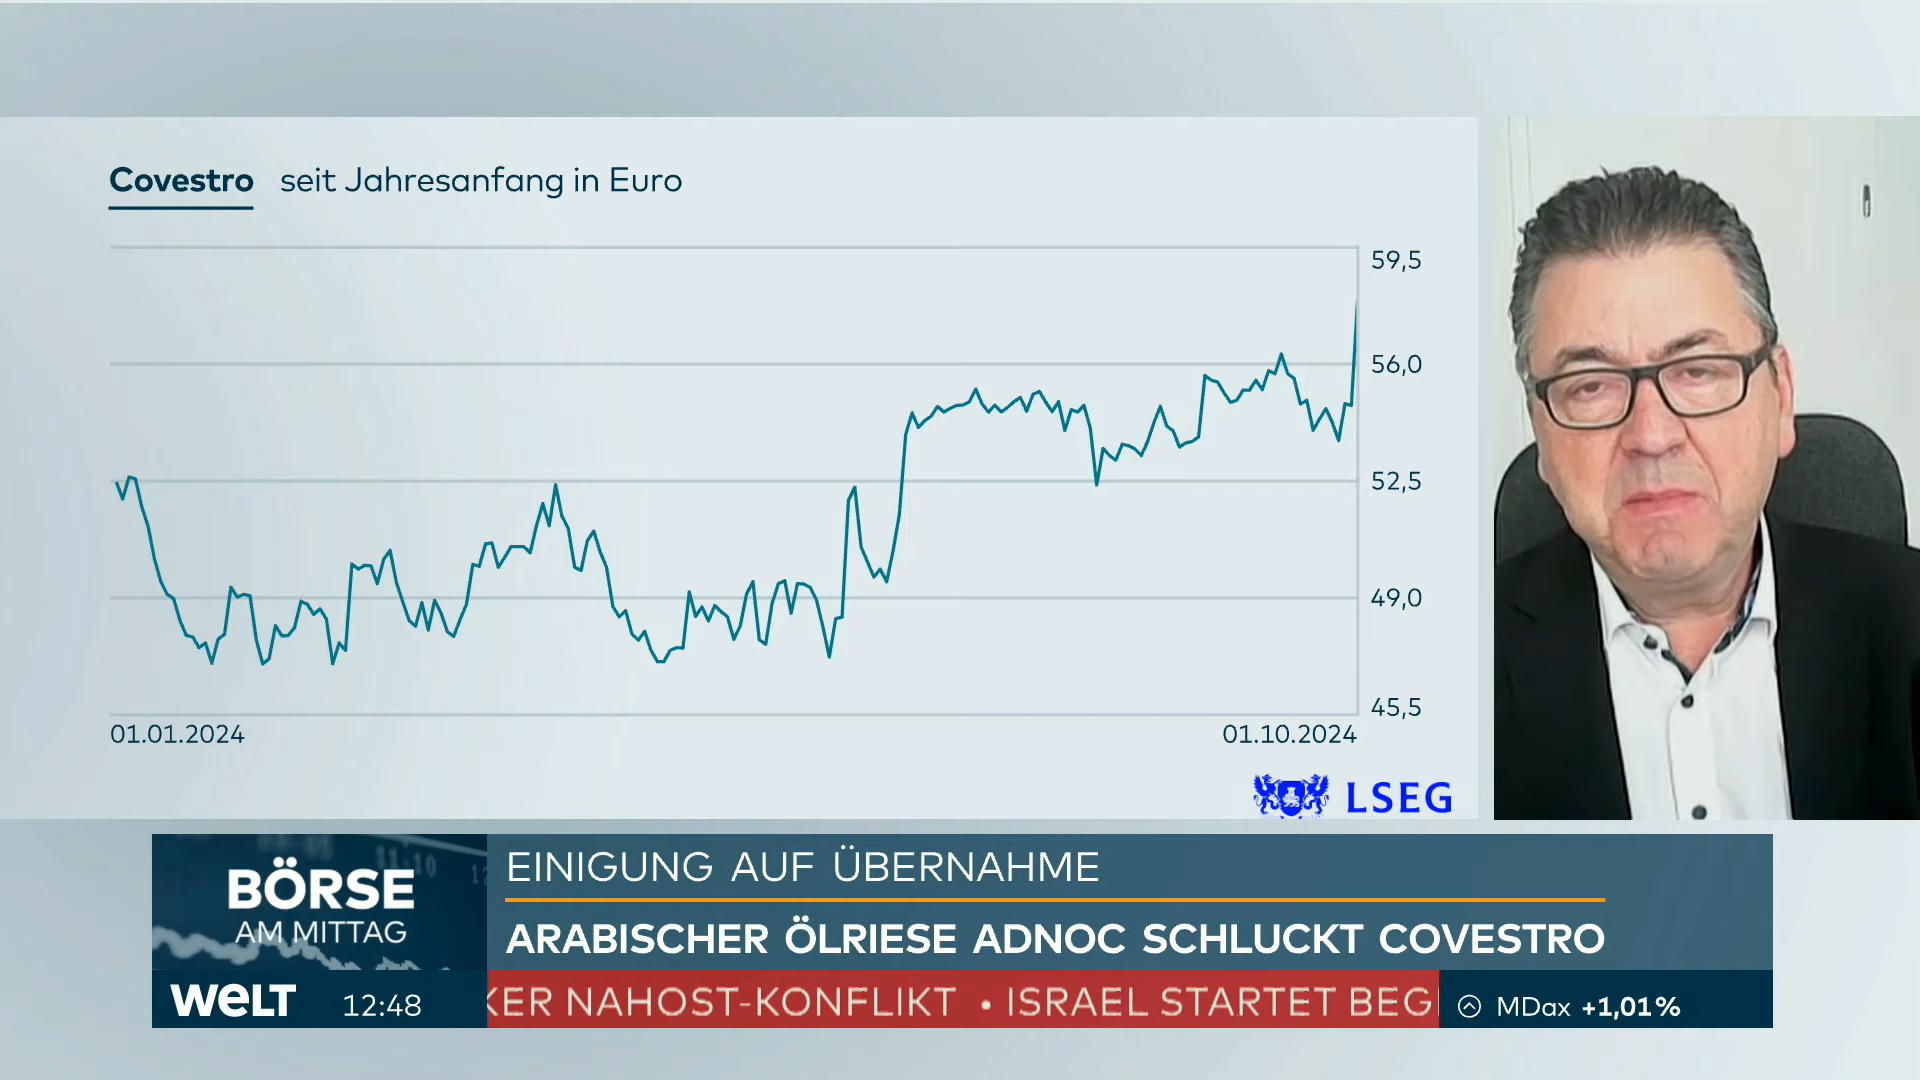 Covestro seit Jahresanfang in Euro
59,5
56,0
52,5
49,0
45,5
01.01.2024
01.10.2024
LSEG
BÖRSE
AM MITTAG
EINIGUNG AUF ÜBERNAHME
ARABISCHER ÖLRIESE ADNOC SCHLUCKT COVESTRO
WELT 12:48
KER NAHOST-KONFLIKT • ISRAEL STARTET BEG
MDax +1,01%